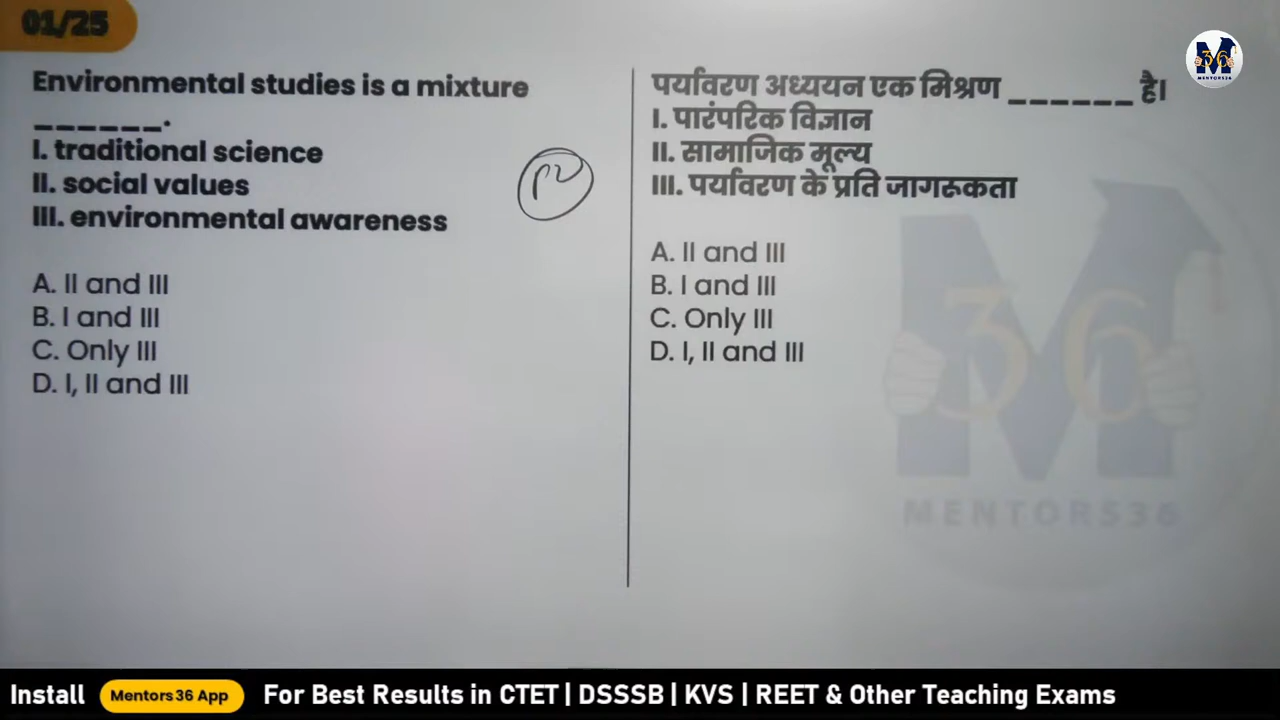 01/25
Environmental studies is a mixture
______.
I. traditional science
II. social values
III. environmental awareness
A. II and III
B. I and III
C. Only III
D. I, II and III
पर्यावरण अध्ययन एक मिश्रण ______ है।
I. पारंपरिक विज्ञान
II. सामाजिक मूल्य
III. पर्यावरण के प्रति जागरूकता
A. II and III
B. I and III
C. Only III
D. I, II and III
M
36
MENTORS36
36
MENTORS36
Install Mentors36 App For Best Results in CTET | DSSSB | KVS | REET & Other Teaching Exams